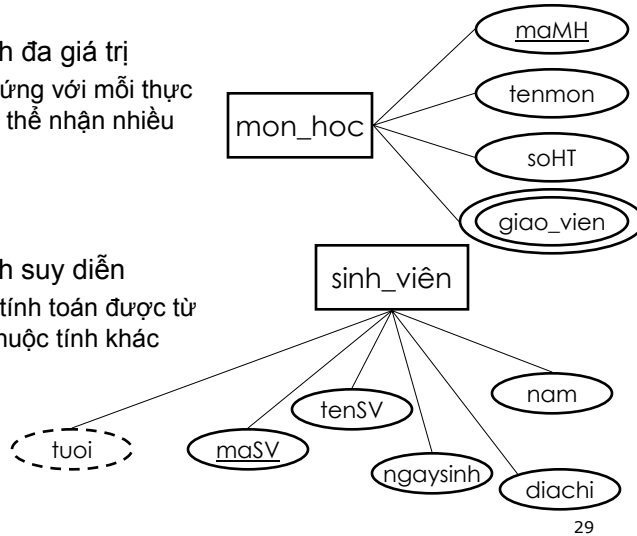 h đa giá trị
ứng với mỗi thực
thể nhận nhiều
mon_hoc
maMH
tenmon
soHT
giao_vien
h suy diễn
tính toán được từ
huộc tính khác
sinh_viên
tuoi
maSV
tenSV
ngaysinh
nam
diachi
29